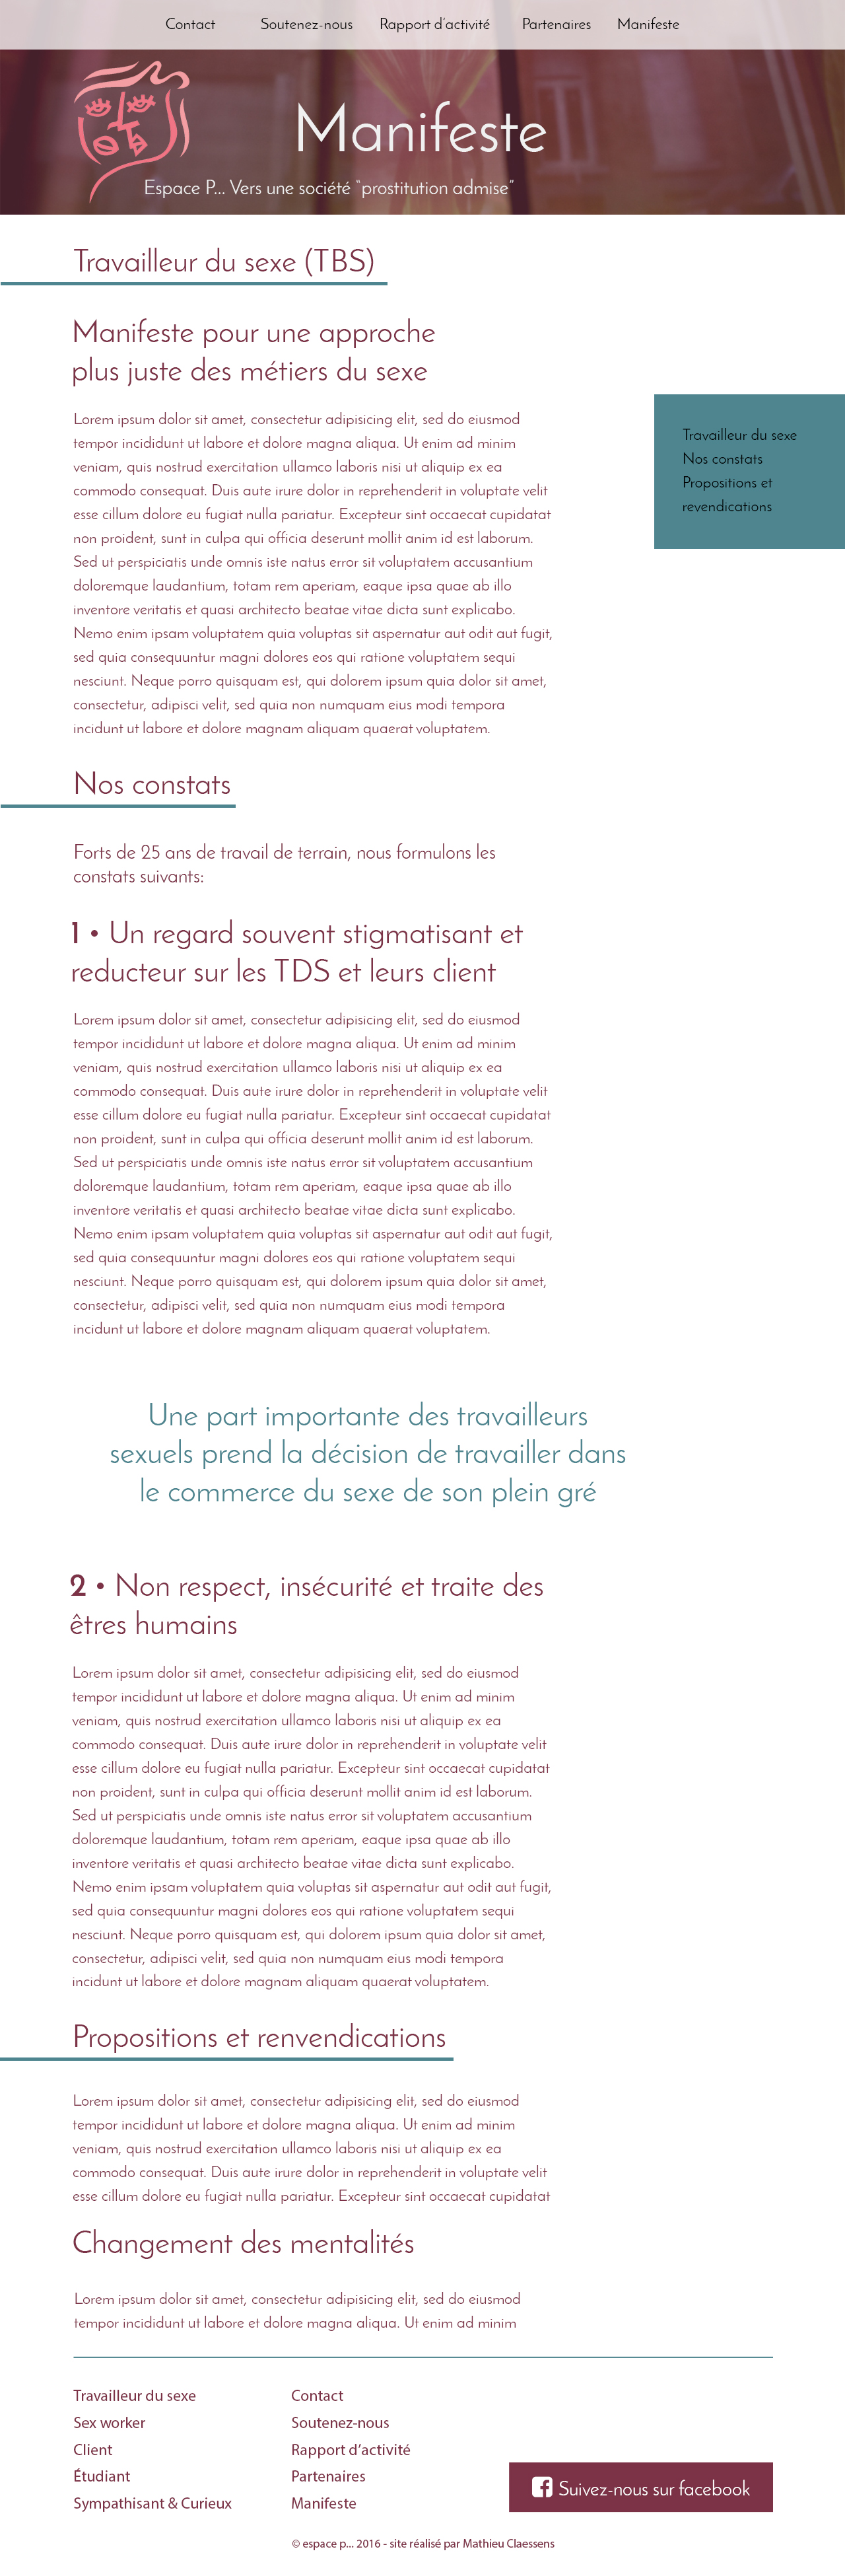 Contact Soutenez-nous Rapport d'activité Partenaires Manifeste
Manifeste
Espace P... Vers une société "prostitution admise"
Travailleur du sexe (TBS)
Manifeste pour une approche
plus juste des métiers du sexe
Lorem ipsum dolor sit amet, consectetur adipisicing elit, sed do eiusmod
tempor incididunt ut labore et dolore magna aliqua. Ut enim ad minim
veniam, quis nostrud exercitation ullamco laboris nisi ut aliquip ex ea
commodo consequat. Duis aute irure dolor in reprehenderit in voluptate velit
esse cillum dolore eu fugiat nulla pariatur. Excepteur sint occaecat cupidatat
non proident, sunt in culpa qui officia deserunt mollit anim id est laborum.
Sed ut perspiciatis unde omnis iste natus error sit voluptatem accusantium
doloremque laudantium, totam rem aperiam, eaque ipsa quae ab illo
inventore veritatis et quasi architecto beatae vitae dicta sunt explicabo.
Nemo enim ipsam voluptatem quia voluptas sit aspernatur aut odit aut fugit,
sed quia consequuntur magni dolores eos qui ratione voluptatem sequi
nesciunt. Neque porro quisquam est, qui dolorem ipsum quia dolor sit amet,
consectetur, adipisci velit, sed quia non numquam eius modi tempora
incidunt ut labore et dolore magnam aliquam quaerat voluptatem.
Travailleur du sexe
Nos constats
Propositions et
revendications
Nos constats
Forts de 25 ans de travail de terrain, nous formulons les
constats suivants:
1 • Un regard souvent stigmatisant et
reducteur sur les TDS et leurs client
Lorem ipsum dolor sit amet, consectetur adipisicing elit, sed do eiusmod
tempor incididunt ut labore et dolore magna aliqua. Ut enim ad minim
veniam, quis nostrud exercitation ullamco laboris nisi ut aliquip ex ea
commodo consequat. Duis aute irure dolor in reprehenderit in voluptate velit
esse cillum dolore eu fugiat nulla pariatur. Excepteur sint occaecat cupidatat
non proident, sunt in culpa qui officia deserunt mollit anim id est laborum.
Sed ut perspiciatis unde omnis iste natus error sit voluptatem accusantium
doloremque laudantium, totam rem aperiam, eaque ipsa quae ab illo
inventore veritatis et quasi architecto beatae vitae dicta sunt explicabo.
Nemo enim ipsam voluptatem quia voluptas sit aspernatur aut odit aut fugit,
sed quia consequuntur magni dolores eos qui ratione voluptatem sequi
nesciunt. Neque porro quisquam est, qui dolorem ipsum quia dolor sit amet,
consectetur, adipisci velit, sed quia non numquam eius modi tempora
incidunt ut labore et dolore magnam aliquam quaerat voluptatem.
Une part importante des travailleurs
sexuels prend la décision de travailler dans
le commerce du sexe de son plein gré
2 • Non respect, insécurité et traite des
êtres humains
Lorem ipsum dolor sit amet, consectetur adipisicing elit, sed do eiusmod
tempor incididunt ut labore et dolore magna aliqua. Ut enim ad minim
veniam, quis nostrud exercitation ullamco laboris nisi ut aliquip ex ea
commodo consequat. Duis aute irure dolor in reprehenderit in voluptate velit
esse cillum dolore eu fugiat nulla pariatur. Excepteur sint occaecat cupidatat
non proident, sunt in culpa qui officia deserunt mollit anim id est laborum.
Sed ut perspiciatis unde omnis iste natus error sit voluptatem accusantium
doloremque laudantium, totam rem aperiam, eaque ipsa quae ab illo
inventore veritatis et quasi architecto beatae vitae dicta sunt explicabo.
Nemo enim ipsam voluptatem quia voluptas sit aspernatur aut odit aut fugit,
sed quia consequuntur magni dolores eos qui ratione voluptatem sequi
nesciunt. Neque porro quisquam est, qui dolorem ipsum quia dolor sit amet,
consectetur, adipisci velit, sed quia non numquam eius modi tempora
incidunt ut labore et dolore magnam aliquam quaerat voluptatem.
Propositions et renvendications
Lorem ipsum dolor sit amet, consectetur adipisicing elit, sed do eiusmod
tempor incididunt ut labore et dolore magna aliqua. Ut enim ad minim
veniam, quis nostrud exercitation ullamco laboris nisi ut aliquip ex ea
commodo consequat. Duis aute irure dolor in reprehenderit in voluptate velit
esse cillum dolore eu fugiat nulla pariatur. Excepteur sint occaecat cupidatat
Changement des mentalités
Lorem ipsum dolor sit amet, consectetur adipisicing elit, sed do eiusmod
tempor incididunt ut labore et dolore magna aliqua. Ut enim ad minim
Travailleur du sexe
Sex worker
Client
Étudiant
Sympathisant & Curieux
Contact
Soutenez-nous
Rapport d'activité
Partenaires
Manifeste
Suivez-nous sur facebook
© espace p... 2016 - site réalisé par Mathieu Claessens